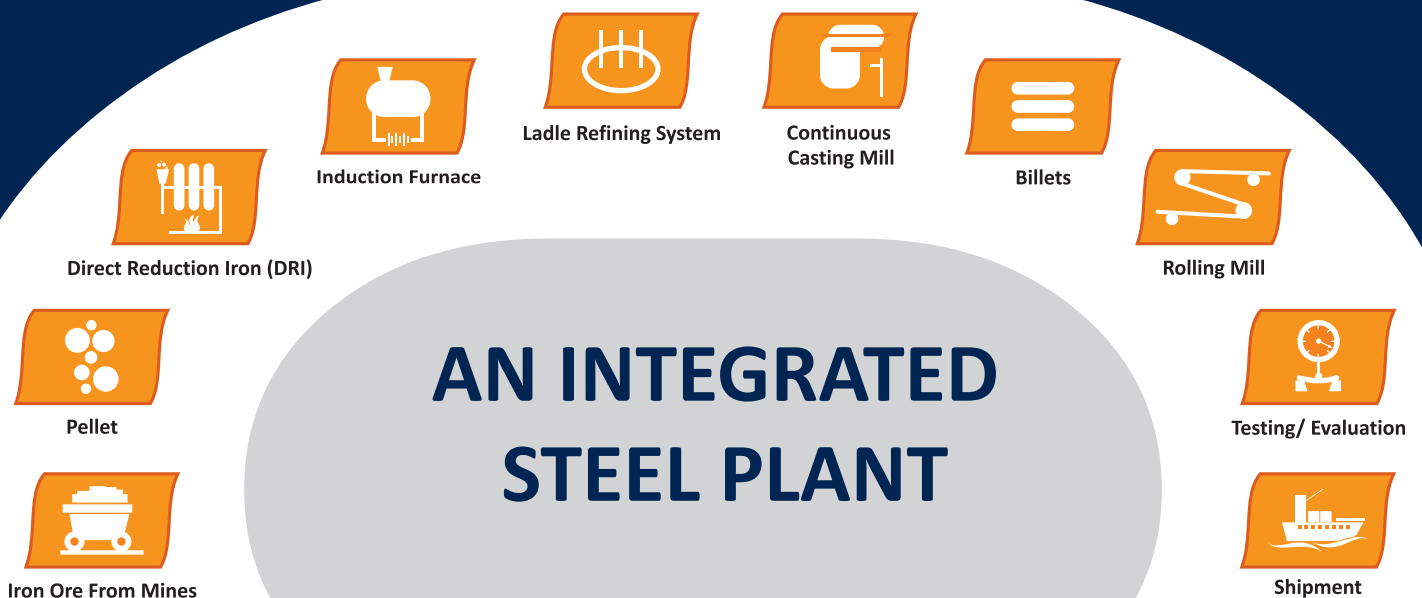 Ladle Refining System
Continuous
Casting Mill
Induction Furnace
Billets
Direct Reduction Iron (DRI)
Rolling Mill
Pellet
Testing/ Evaluation
Iron Ore From Mines
Shipment
AN INTEGRATED
STEEL PLANT